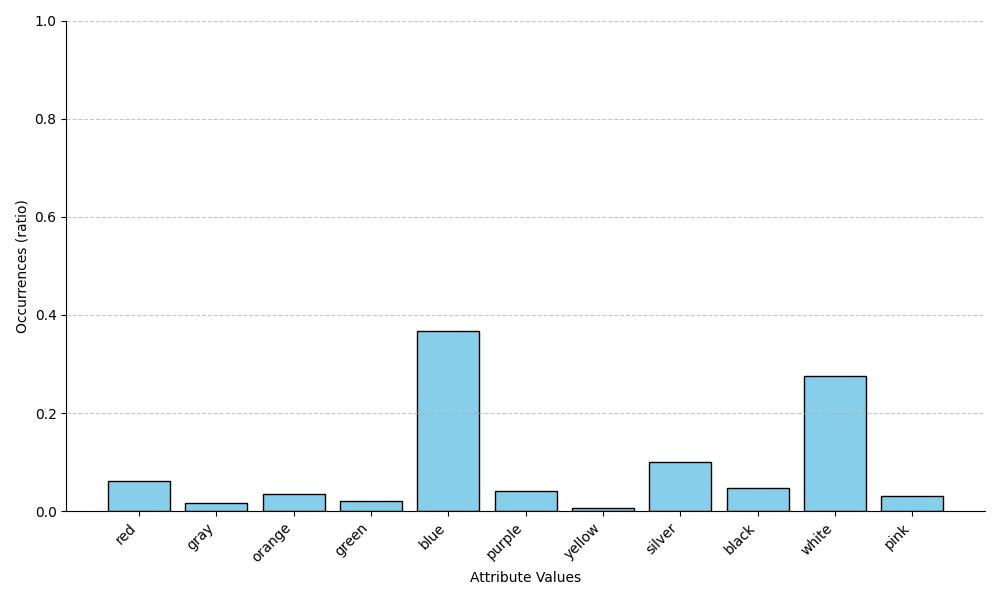 1.0
0.8
0.6
0.4
0.2
0.0
Occurrences (ratio)
red
gray
orange
green
blue
purple
yellow
silver
black
white
pink
Attribute Values